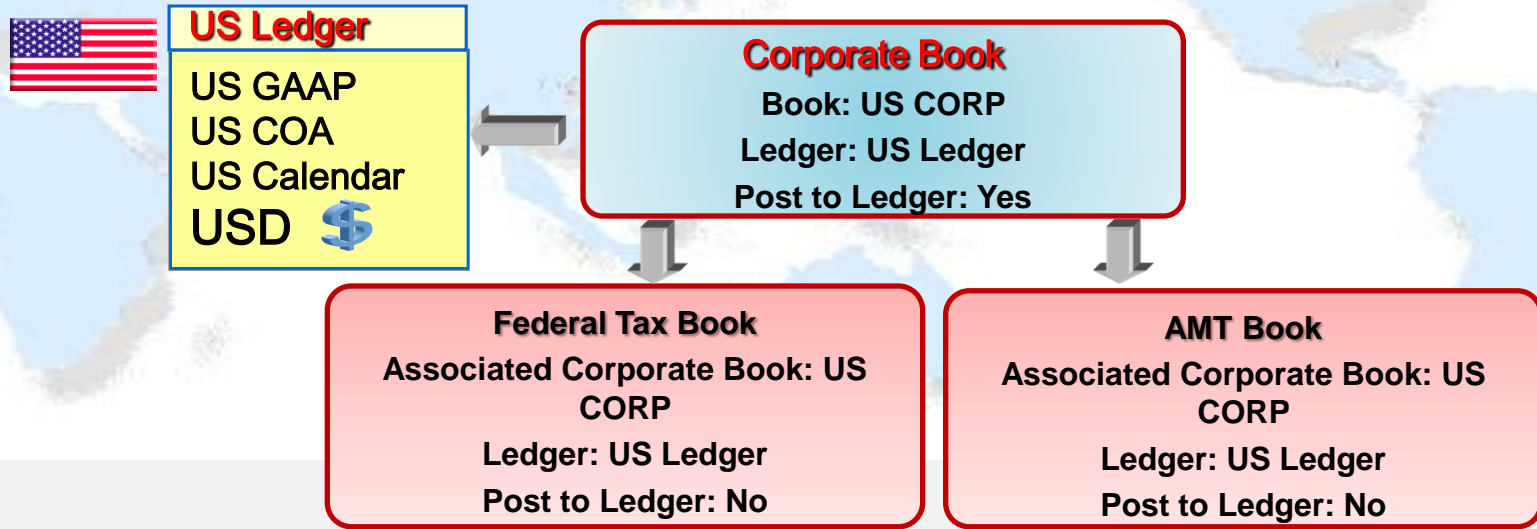 US Ledger
US GAAP
US COA
US Calendar
USD $
Corporate Book
Book: US CORP
Ledger: US Ledger
Post to Ledger: Yes
Federal Tax Book
Associated Corporate Book: US
CORP
Ledger: US Ledger
Post to Ledger: No
AMT Book
Associated Corporate Book: US
CORP
Ledger: US Ledger
Post to Ledger: No